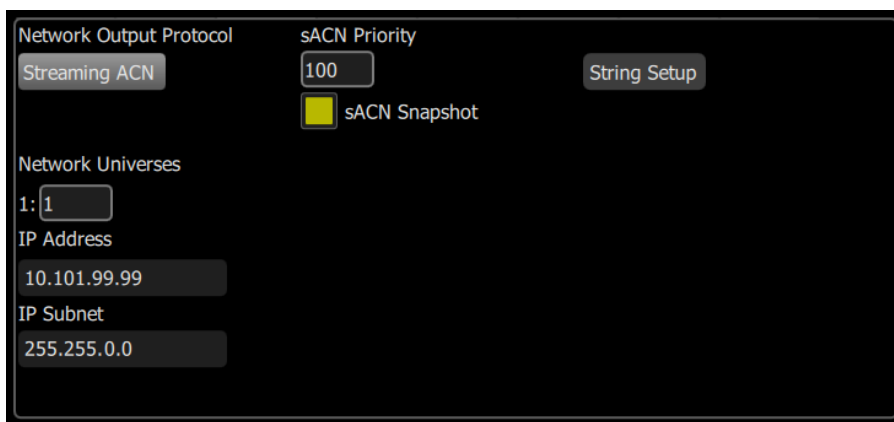 Network Output Protocol
sACN Priority
Streaming ACN
100
String Setup
sACN Snapshot
Network Universes
1: 1
IP Address
10.101.99.99
IP Subnet
255.255.0.0